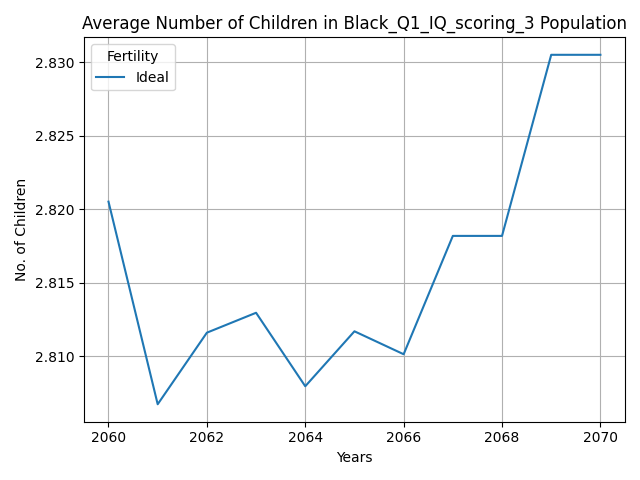 Average Number of Children in Black_Q1_IQ_scoring_3 Population
Fertility
Ideal
No. of Children
2.830
2.825
2.820
2.815
2.810
2060
2062
2064
2066
2068
2070
Years